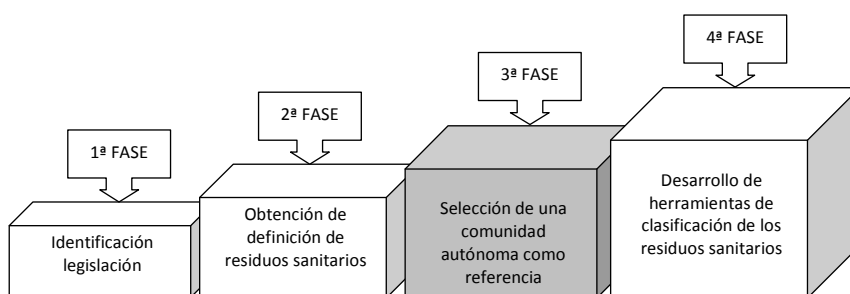 1ª FASE
Identificación
legislación
2ª FASE
Obtención de
definición de
residuos sanitarios
3ª FASE
Selección de una
comunidad
autónoma como
referencia
4ª FASE
Desarrollo de
herramientas de
clasificación de los
residuos sanitarios